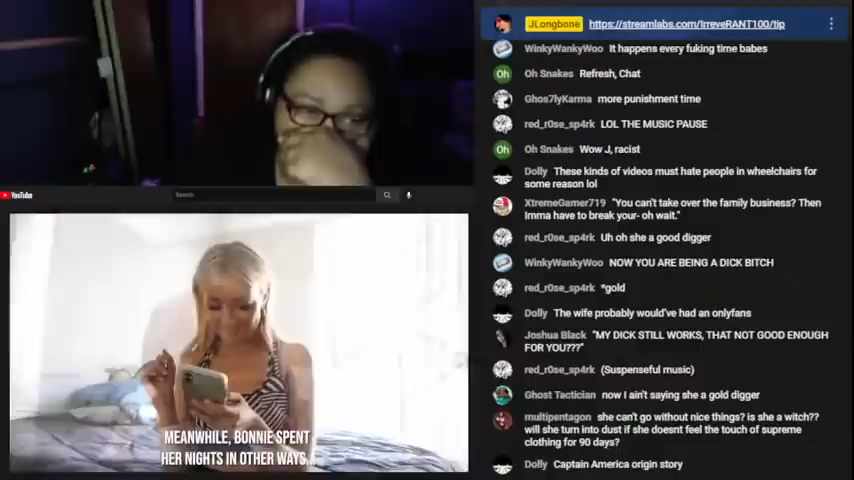 JLongbone https://streamlabs.com/IrreveRANT100/tip
WinkyWankyWoo It happens every fuking time babes
Oh Oh Snakes Refresh, Chat
Ghos7lyKarma more punishment time
red_r0se_sp4rk LOL THE MUSIC PAUSE
Oh Oh Snakes Wow J, racist
Dolly These kinds of videos must hate people in wheelchairs for
some reason lol
XtremeGamer719 "You can't take over the family business? Then
Imma have to break your- oh wait."
red_r0se_sp4rk Uh oh she a good digger
WinkyWankyWoo NOW YOU ARE BEING A DICK BITCH
red_r0se_sp4rk *gold
Dolly The wife probably would've had an onlyfans
Joshua Black "MY DICK STILL WORKS, THAT NOT GOOD ENOUGH
FOR YOU???"
red_r0se_sp4rk (Suspenseful music)
Ghost Tactician now I ain't saying she a gold digger
multipentagon she can't go without nice things? is she a witch??
will she turn into dust if she doesnt feel the touch of supreme
clothing for 90 days?
Dolly Captain America origin story
YouTube
Search
MEANWHILE, BONNIE SPENT
HER NIGHTS IN OTHER WAYS.